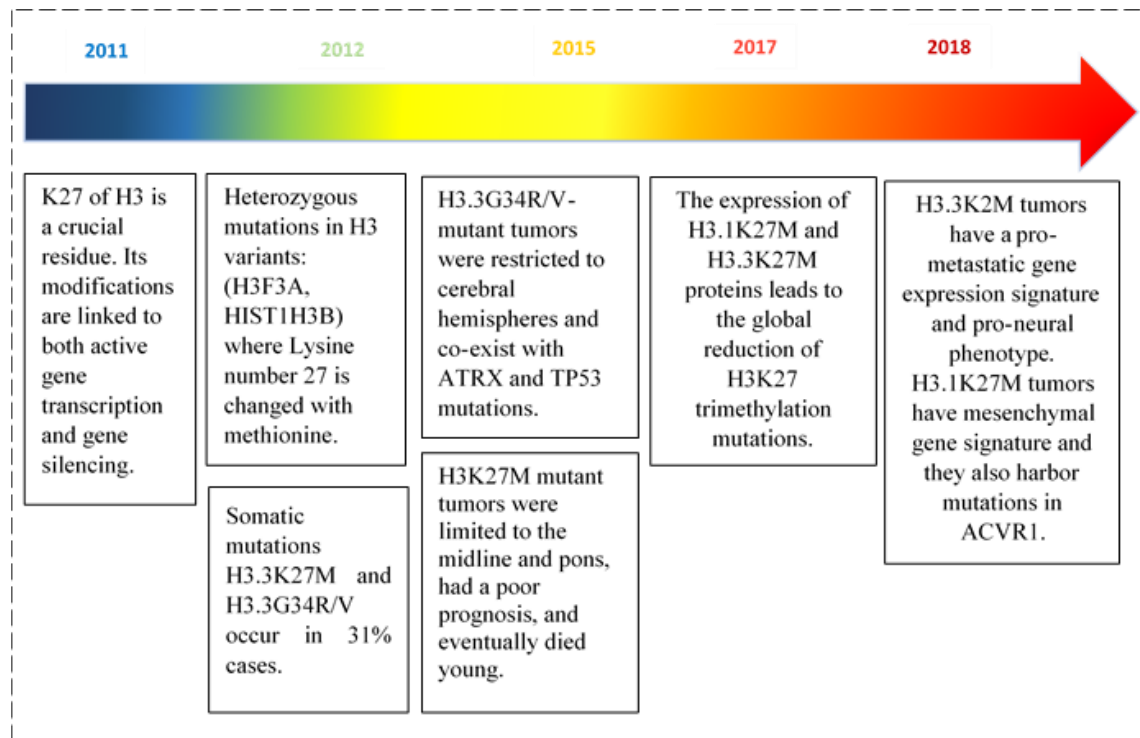 2011
2012
2015
2017
2018
K27 of H3 is
a crucial
residue. Its
modifications
are linked to
both active
gene
transcription
and gene
silencing.
Heterozygous
mutations in H3
variants:
(H3F3A,
HIST1H3B)
where Lysine
number 27 is
changed with
methionine.
Somatic
mutations
H3.3K27M and
H3.3G34R/V
occur in 31%
cases.
H3.3G34R/V-
mutant tumors
were restricted to
cerebral
hemispheres and
co-exist with
ATRX and TP53
mutations.
H3K27M mutant
tumors were
limited to the
midline and pons,
had a poor
prognosis, and
eventually died
young.
The expression of
H3.1K27M and
H3.3K27M
proteins leads to
the global
reduction of
H3K27
trimethylation
mutations.
H3.3K2M tumors
have a pro-
metastatic gene
expression signature
and pro-neural
phenotype.
H3.1K27M tumors
have mesenchymal
gene signature and
they also harbor
mutations in
ACVR1.